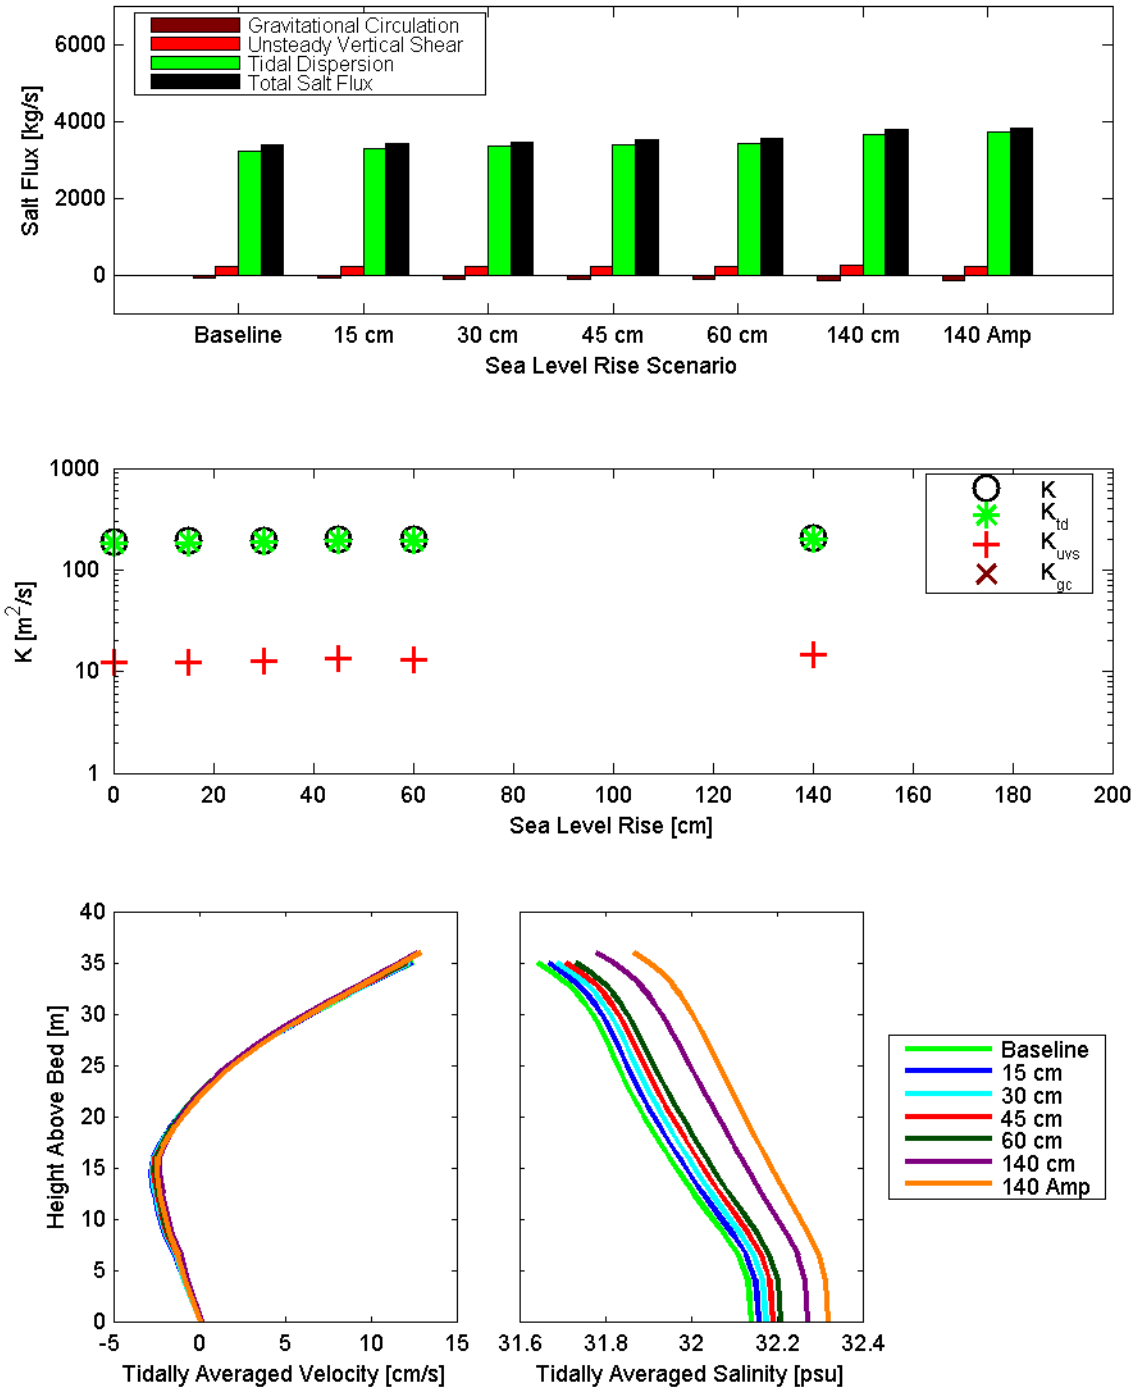 6000
4000
2000
0
Salt Flux [kg/s]
Gravitational Circulation
Unsteady Vertical Shear
Tidal Dispersion
Total Salt Flux
Baseline 15 cm 30 cm 45 cm 60 cm 140 cm 140 Amp
Sea Level Rise Scenario
1000
100
10
1
K [m²/s]
K
K_td
K_uvs
K_gc
0 20 40 60 80 100 120 140 160 180 200
Sea Level Rise [cm]
40
35
30
25
20
15
10
5
0
Height Above Bed [m]
-5 0 5 10 15
Tidally Averaged Velocity [cm/s]
31.6 31.8 32 32.2 32.4
Tidally Averaged Salinity [psu]
Baseline
15 cm
30 cm
45 cm
60 cm
140 cm
140 Amp